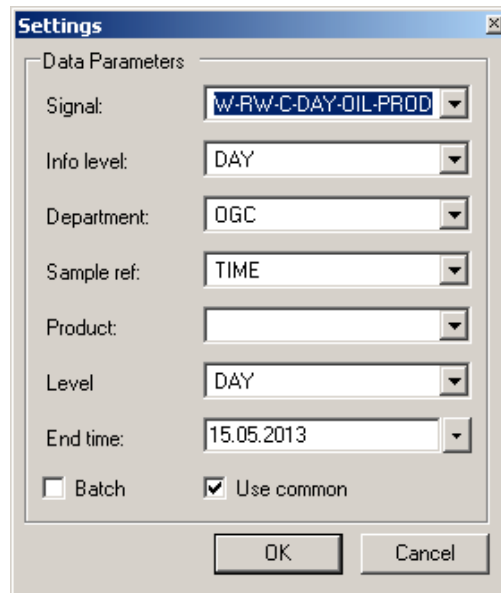 Settings
Data Parameters
Signal: W-RW-C-DAY-OIL-PROD
Info level: DAY
Department: OGC
Sample ref: TIME
Product:
Level DAY
End time: 15.05.2013
Batch Use common
OK Cancel